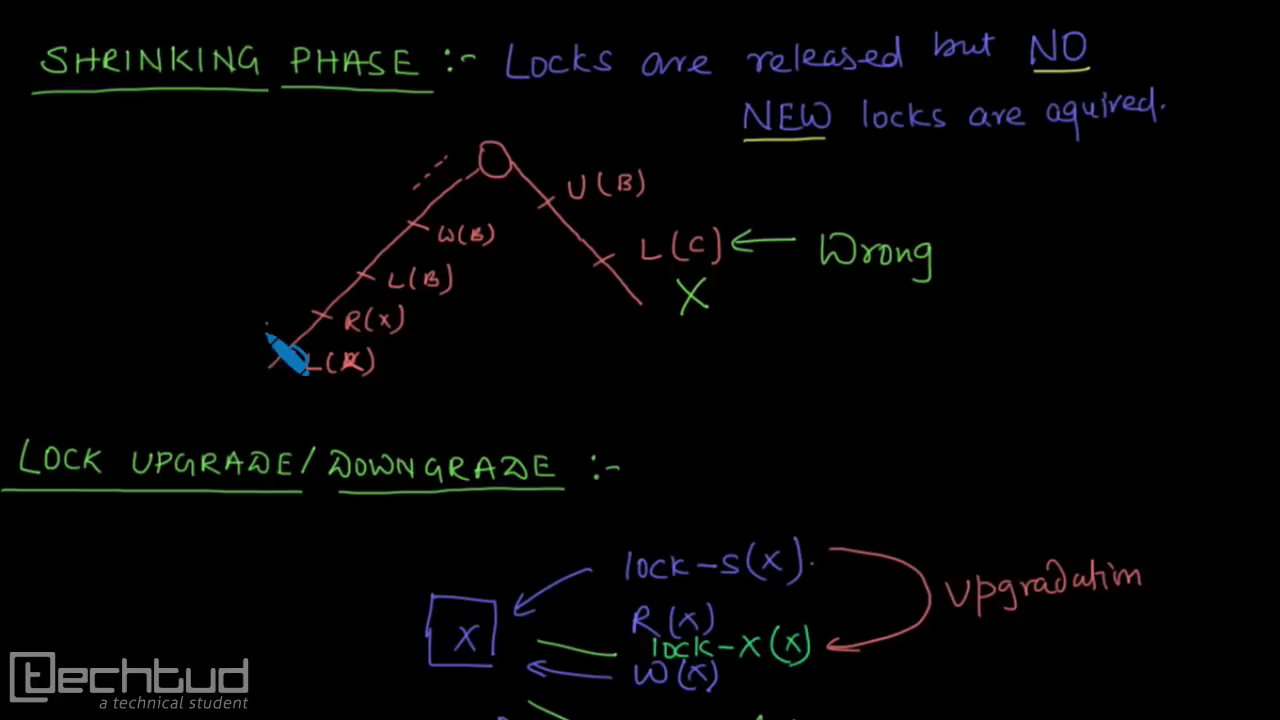 SHRINKING PHASE :- Locks are released but NO
NEW locks are aquired.
U(B)
W(B)
L(C) ← Wrong
L(B)
X
R(X)
L(X)
LOCK UPGRADE/DOWNGRADE :-
lock-S(X).
Upgradation
R(X)
X
lock-X(X)
W(X)
techtud
a technical student